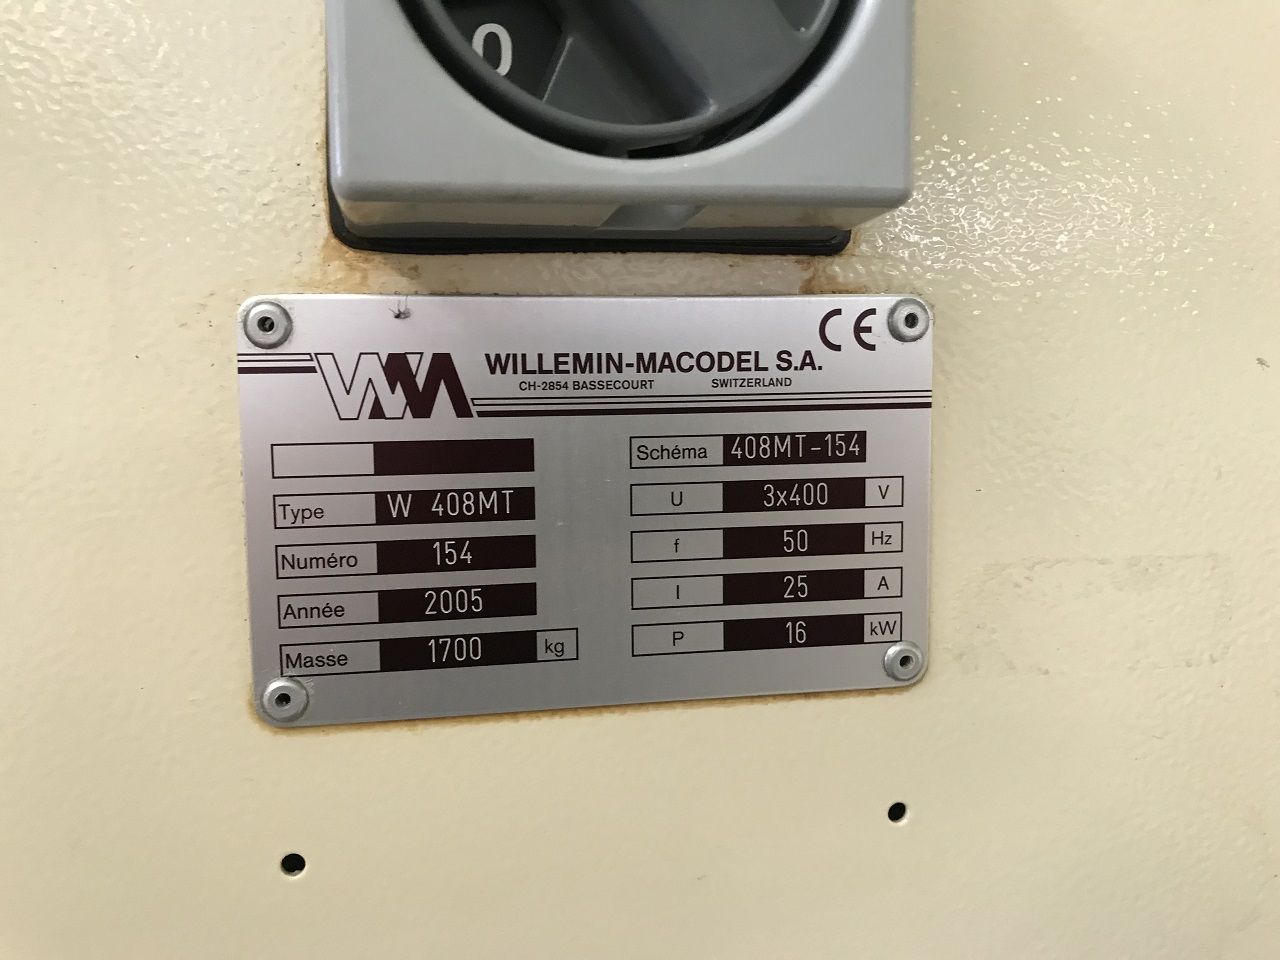 0
CE
WM WILLEMIN-MACODEL S.A.
CH-2854 BASSECOURT SWITZERLAND
Schéma 408MT-154
Type W 408MT
U 3x400 V
Numéro 154
f 50 Hz
Année 2005
I 25 A
Masse 1700 kg
P 16 kW